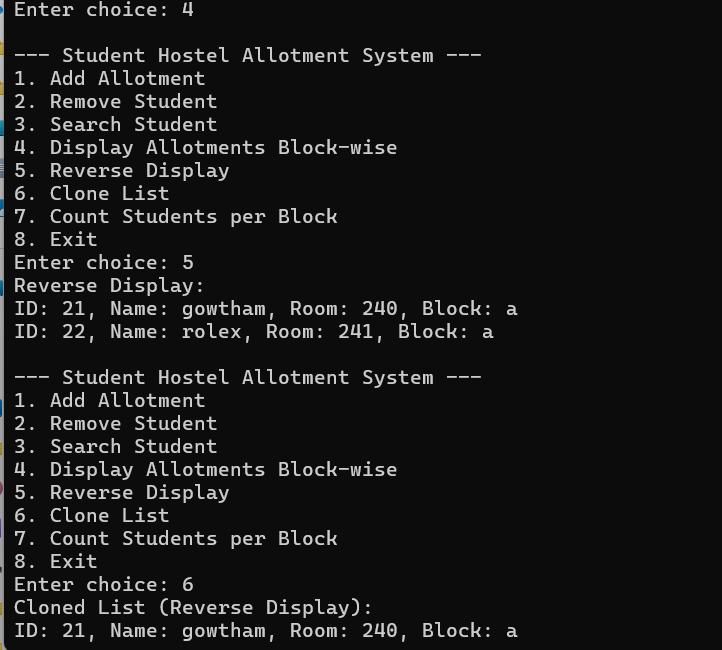 Enter choice: 4
--- Student Hostel Allotment System ---
1. Add Allotment
2. Remove Student
3. Search Student
4. Display Allotments Block-wise
5. Reverse Display
6. Clone List
7. Count Students per Block
8. Exit
Enter choice: 5
Reverse Display:
ID: 21, Name: gowtham, Room: 240, Block: a
ID: 22, Name: rolex, Room: 241, Block: a
--- Student Hostel Allotment System ---
1. Add Allotment
2. Remove Student
3. Search Student
4. Display Allotments Block-wise
5. Reverse Display
6. Clone List
7. Count Students per Block
8. Exit
Enter choice: 6
Cloned List (Reverse Display):
ID: 21, Name: gowtham, Room: 240, Block: a